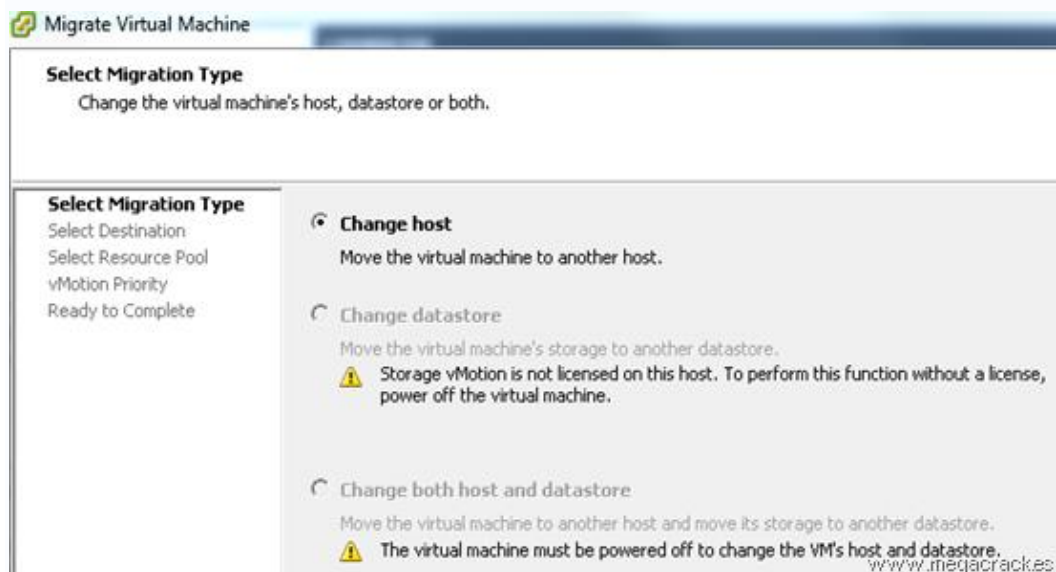 Migrate Virtual Machine
Select Migration Type
Change the virtual machine's host, datastore or both.
Select Migration Type
Select Destination
Select Resource Pool
vMotion Priority
Ready to Complete
Change host
Move the virtual machine to another host.
Change datastore
Move the virtual machine's storage to another datastore.
Storage vMotion is not licensed on this host. To perform this function without a license,
power off the virtual machine.
Change both host and datastore
Move the virtual machine to another host and move its storage to another datastore.
The virtual machine must be powered off to change the VM's host and datastore.
www.megacrack.es